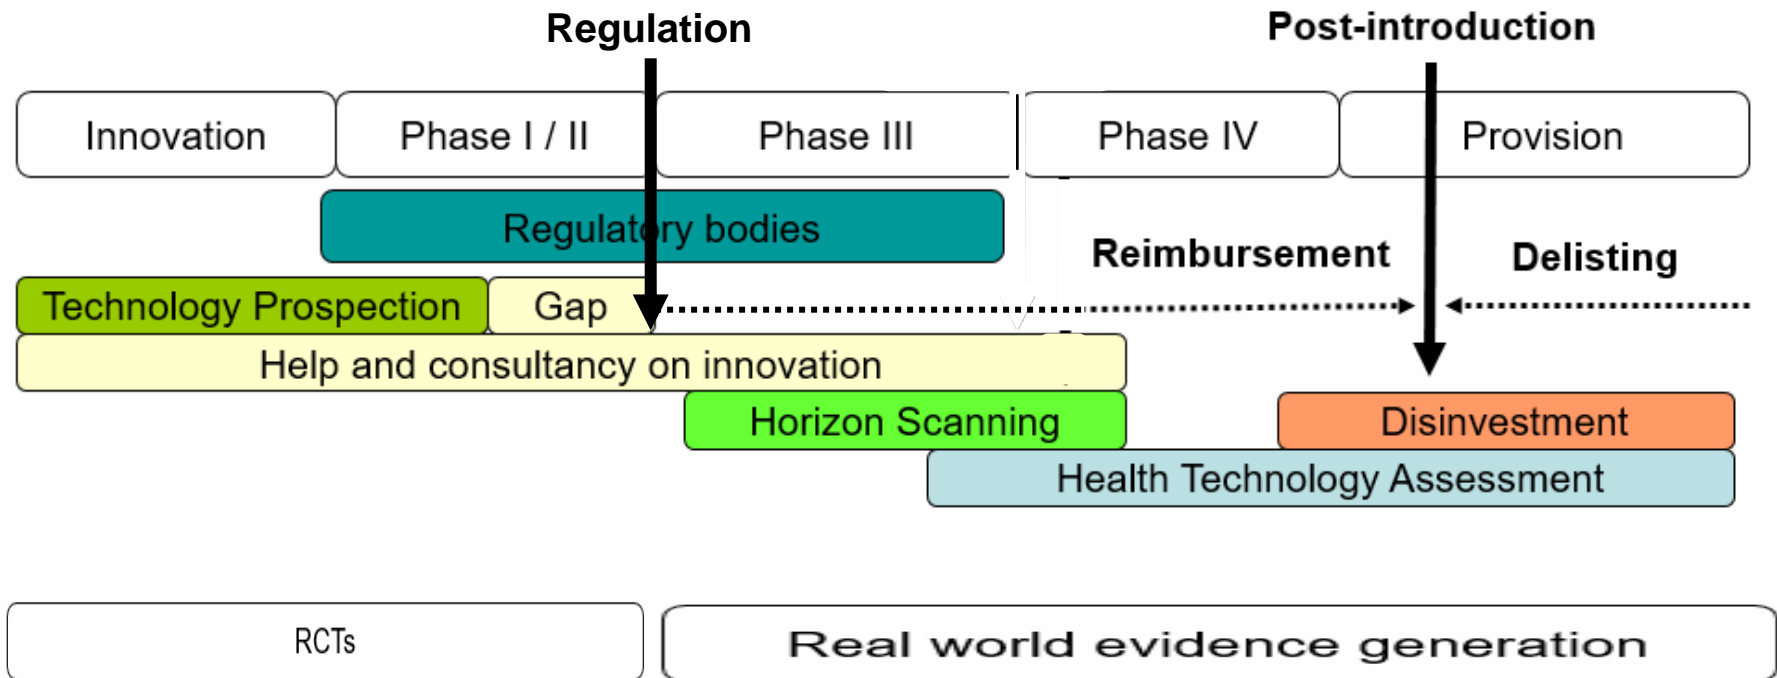 Regulation
Post-introduction
Innovation
Phase I / II
Phase III
Phase IV
Provision
Regulatory bodies
Reimbursement
Delisting
Technology Prospection
Gap
Help and consultancy on innovation
Horizon Scanning
Disinvestment
Health Technology Assessment
RCTs
Real world evidence generation